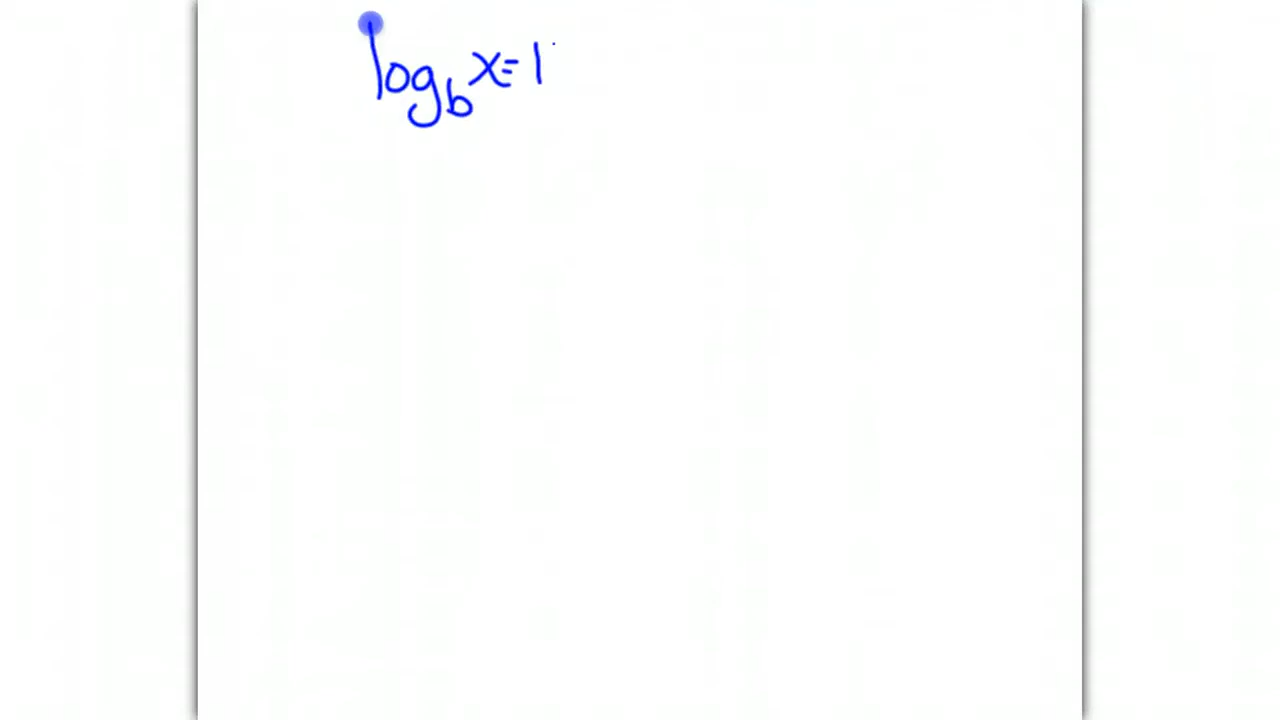 log_b x = 1